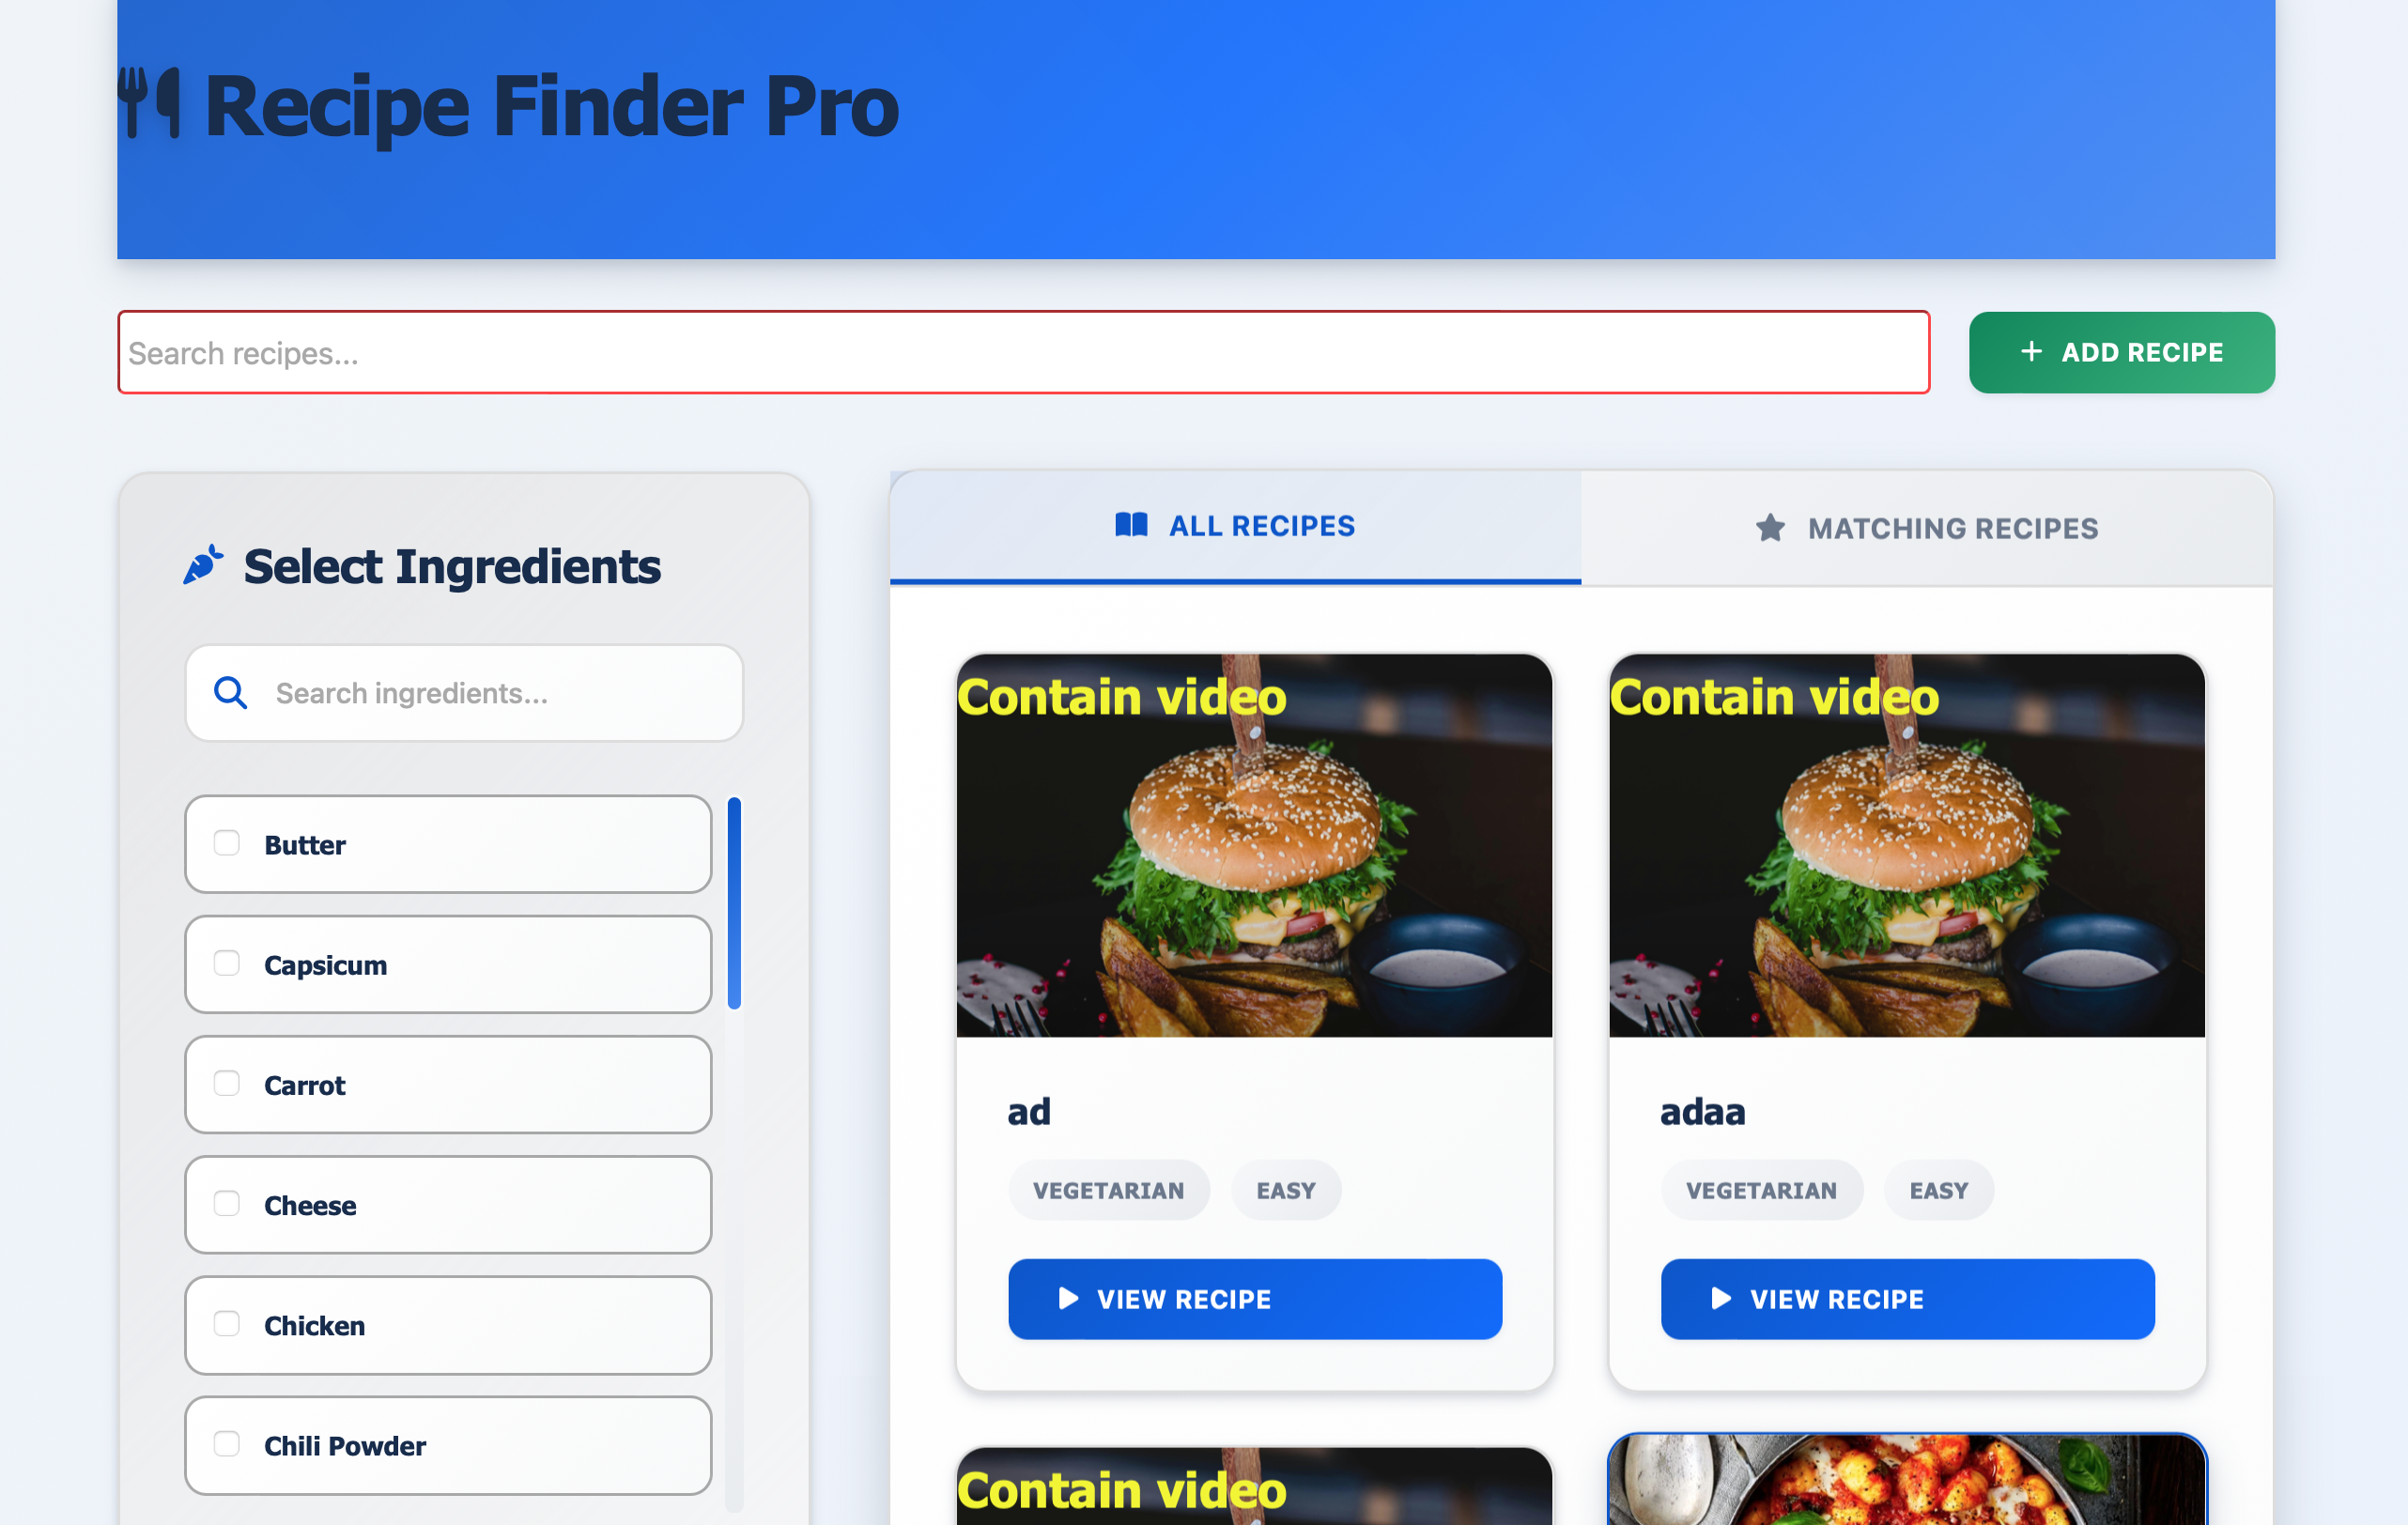 Recipe Finder Pro
Search recipes...
+ ADD RECIPE
Select Ingredients
Search ingredients...
Butter
Capsicum
Carrot
Cheese
Chicken
Chili Powder
ALL RECIPES
MATCHING RECIPES
Contain video
ad
VEGETARIAN
EASY
VIEW RECIPE
Contain video
adaa
VEGETARIAN
EASY
VIEW RECIPE
Contain video